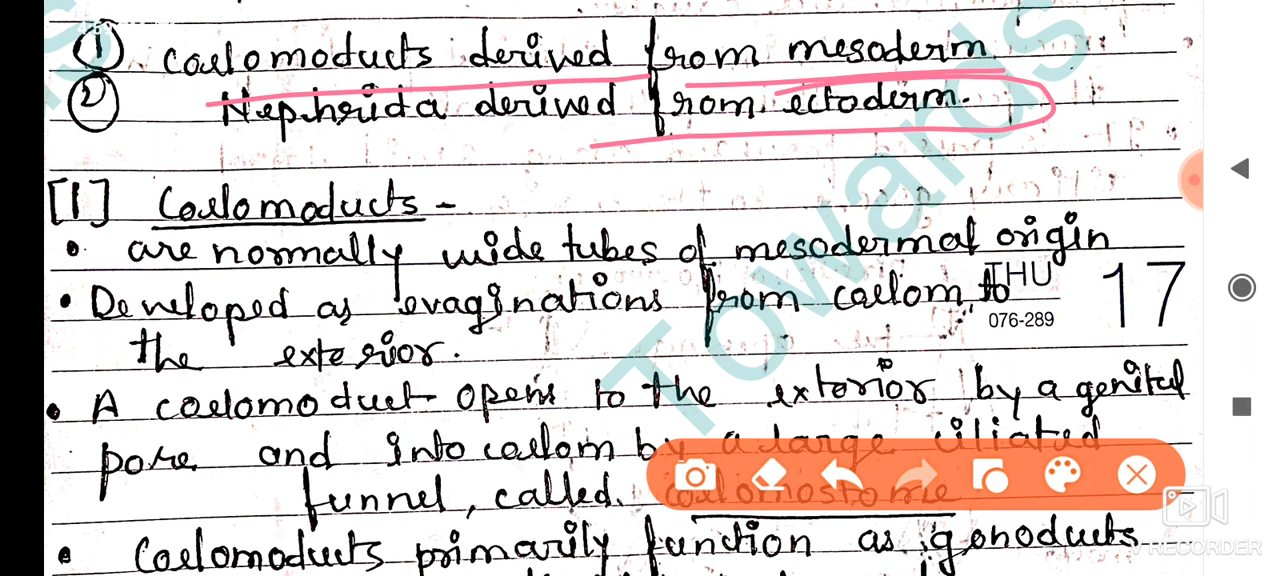 ① Coelomoducts derived from mesoderm
② Nephrida derived from ectoderm.
[1] Coelomoducts -
• are normally wide tubes of mesodermal origin
• Developed as evaginations from coelom to
THU 17
076-289
the exterior.
• A coelomoduct opens to the exterior by a genital
pore and into coelom by a large ciliated
funnel, called coelomostome
• Coelomoducts primarily function as gonoducts
Towards
V RECORDER